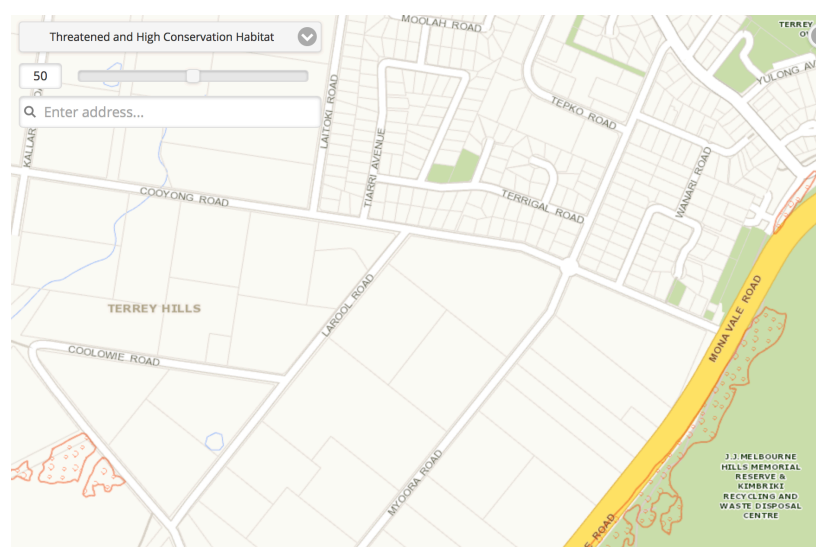 Threatened and High Conservation Habitat
50
Enter address...
MOOLAH ROAD
TERREY
YULONG AV
TEPKO ROAD
LAITOKI ROAD
KALLAR
TIARRI AVENUE
WANARI ROAD
COOYONG ROAD
TERRIGAL ROAD
TERREY HILLS
LAROOL ROAD
MONA VALE ROAD
COOLOWIE ROAD
J.J.MELBOURNE
HILLS MEMORIAL
RESERVE &
KIMBRIKI
RECYCLING AND
WASTE DISPOSAL
CENTRE
MYOORA ROAD
E ROAD